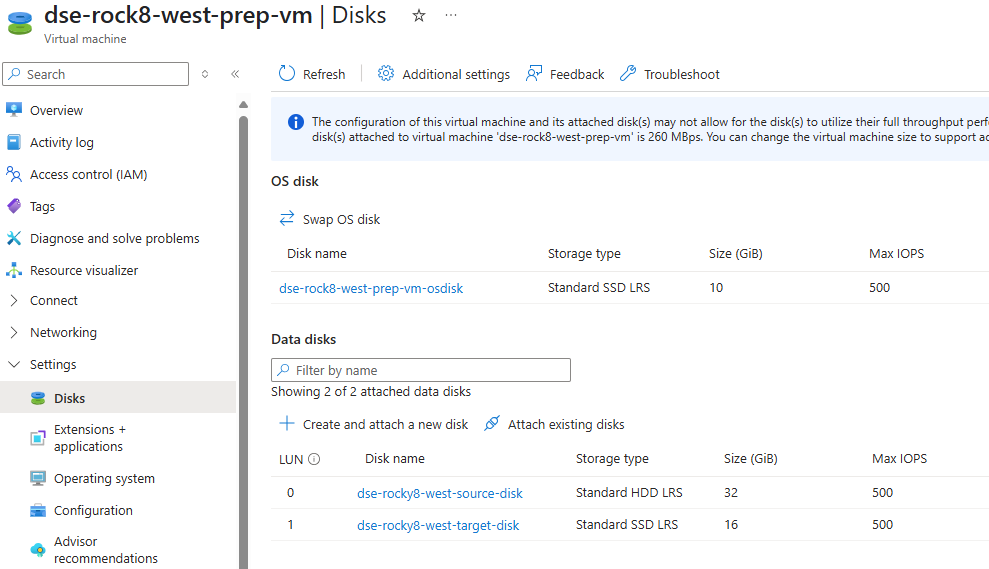 dse-rock8-west-prep-vm | Disks
Virtual machine
Search
Overview
Activity log
Access control (IAM)
Tags
Diagnose and solve problems
Resource visualizer
Connect
Networking
Settings
Disks
Extensions +
applications
Operating system
Configuration
Advisor
recommendations
Refresh
Additional settings
Feedback
Troubleshoot
The configuration of this virtual machine and its attached disk(s) may not allow for the disk(s) to utilize their full throughput
disk(s) attached to virtual machine 'dse-rock8-west-prep-vm' is 260 MBps. You can change the virtual machine size to support
OS disk
Swap OS disk
Disk name Storage type Size (GiB) Max IOPS
dse-rock8-west-prep-vm-osdisk Standard SSD LRS 10 500
Data disks
Filter by name
Showing 2 of 2 attached data disks
Create and attach a new disk Attach existing disks
LUN Disk name Storage type Size (GiB) Max IOPS
0 dse-rocky8-west-source-disk Standard HDD LRS 32 500
1 dse-rocky8-west-target-disk Standard SSD LRS 16 500